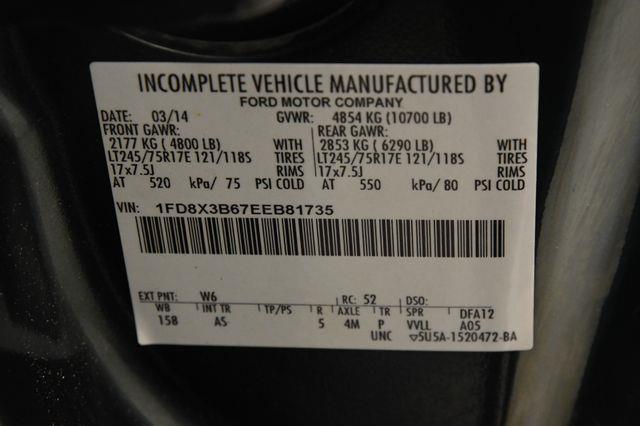 INCOMPLETE VEHICLE MANUFACTURED BY
FORD MOTOR COMPANY
DATE: 03/14 GVWR: 4854 KG (10700 LB)
FRONT GAWR: REAR GAWR:
2177 KG ( 4800 LB) WITH 2853 KG ( 6290 LB) WITH
LT245/75R17E 121/118S TIRES LT245/75R17E 121/118S TIRES
17x7.5J RIMS 17x7.5J RIMS
AT 520 kPa/ 75 PSI COLD AT 550 kPa/ 80 PSI COLD
VIN: 1FD8X3B67EEB81735
EXT PNT: W6 RC: 52 DSO:
WB INT TR TP/PS R AXLE TR SPR DFA12
158 AS 5 4M P VVLL A05
UNC ▽5U5A-1520472-BA